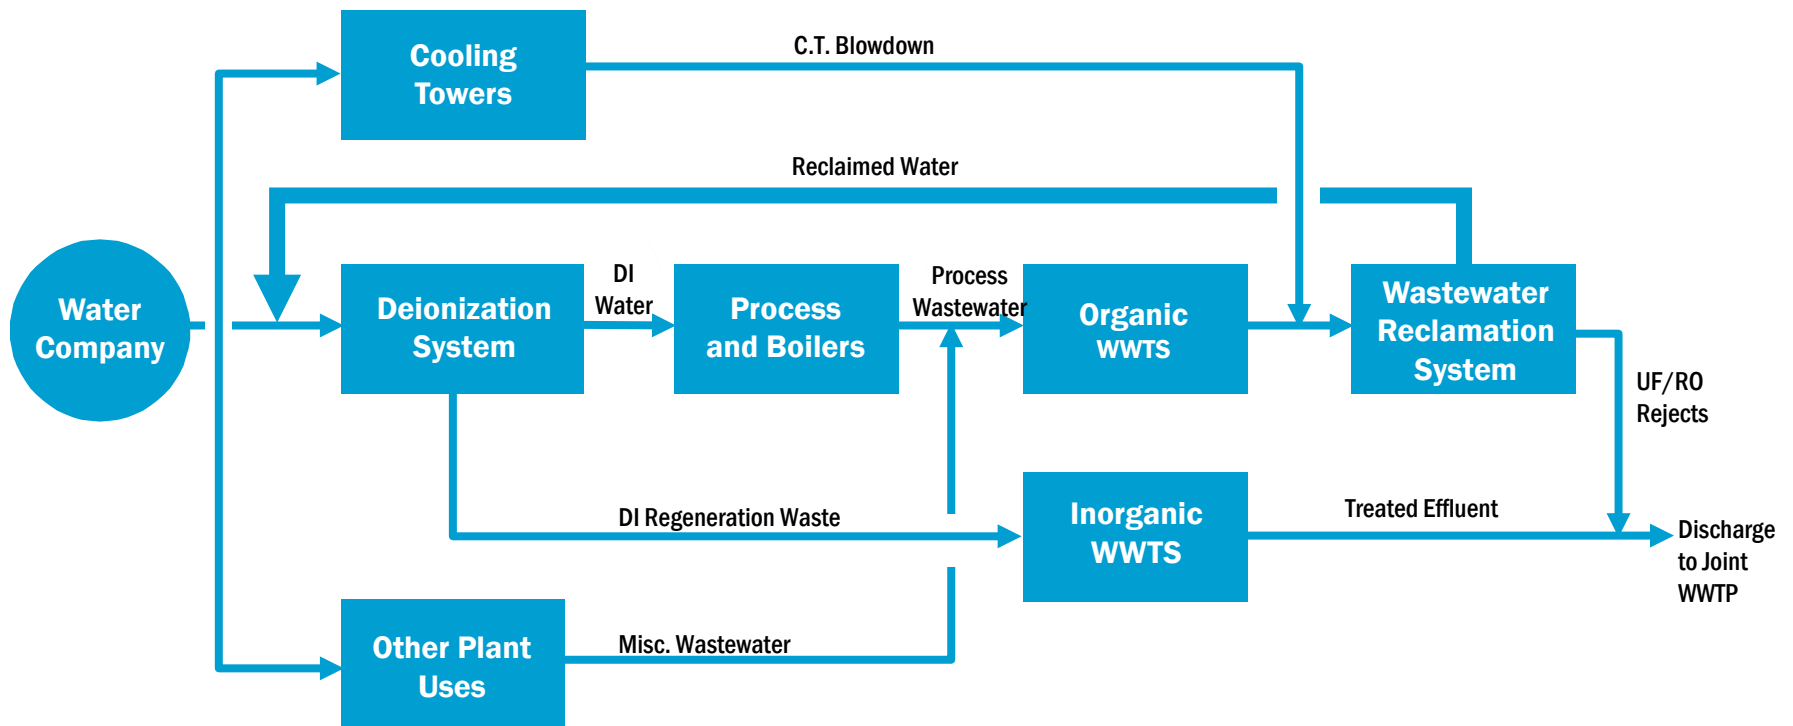 Cooling
Towers
C.T. Blowdown
Reclaimed Water
Water
Company
Deionization
System
DI
Water
Process
and Boilers
Process
Wastewater
Organic
WWTS
Wastewater
Reclamation
System
UF/RO
Rejects
DI Regeneration Waste
Inorganic
WWTS
Treated Effluent
Discharge
to Joint
WWTP
Other Plant
Uses
Misc. Wastewater